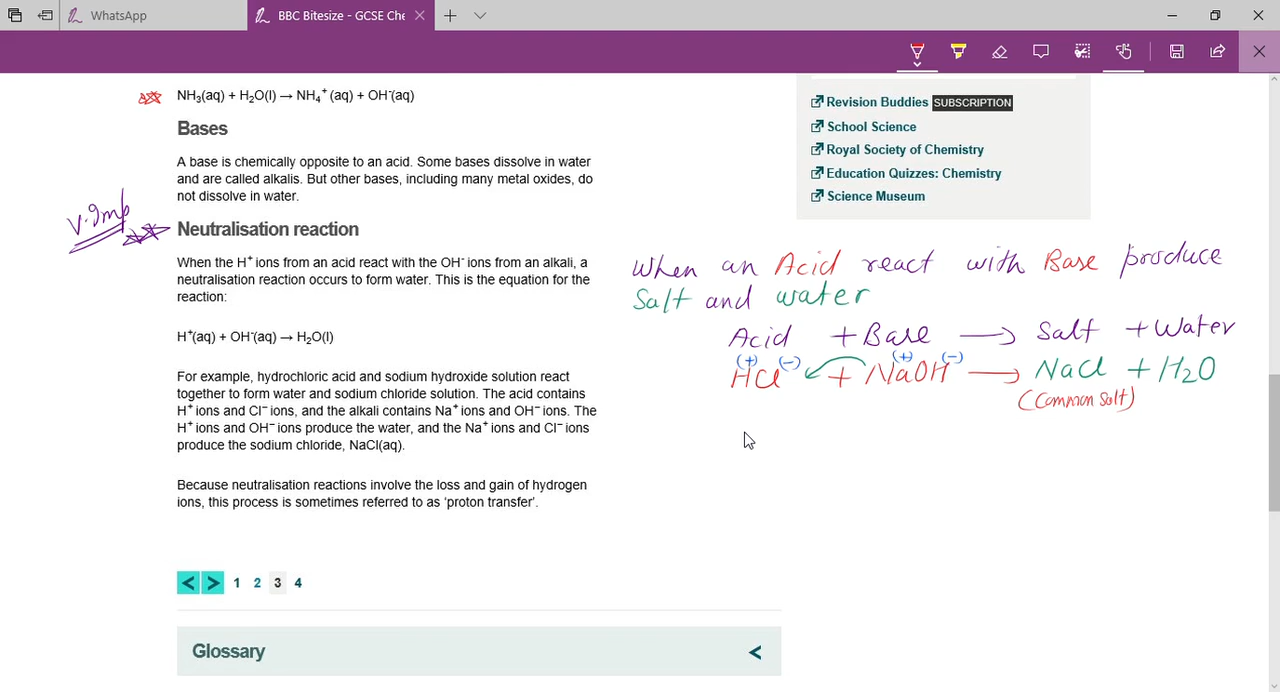 WhatsApp
BBC Bitesize - GCSE Che
NH₃(aq) + H₂O(l) → NH₄⁺ (aq) + OH⁻(aq)
Bases
A base is chemically opposite to an acid. Some bases dissolve in water
and are called alkalis. But other bases, including many metal oxides, do
not dissolve in water.
V.Imp
Neutralisation reaction
When the H⁺ ions from an acid react with the OH⁻ ions from an alkali, a
neutralisation reaction occurs to form water. This is the equation for the
reaction:
H⁺(aq) + OH⁻(aq) → H₂O(l)
For example, hydrochloric acid and sodium hydroxide solution react
together to form water and sodium chloride solution. The acid contains
H⁺ ions and Cl⁻ ions, and the alkali contains Na⁺ ions and OH⁻ ions. The
H⁺ ions and OH⁻ ions produce the water, and the Na⁺ ions and Cl⁻ ions
produce the sodium chloride, NaCl(aq).
Because neutralisation reactions involve the loss and gain of hydrogen
ions, this process is sometimes referred to as 'proton transfer'.
< > 1 2 3 4
Glossary <
Revision Buddies SUBSCRIPTION
School Science
Royal Society of Chemistry
Education Quizzes: Chemistry
Science Museum
When an Acid react with Base produce
Salt and water
Acid + Base → Salt + Water
(+) (-) (+) (-)
HCl + NaOH → NaCl + H₂O
(Common Salt)